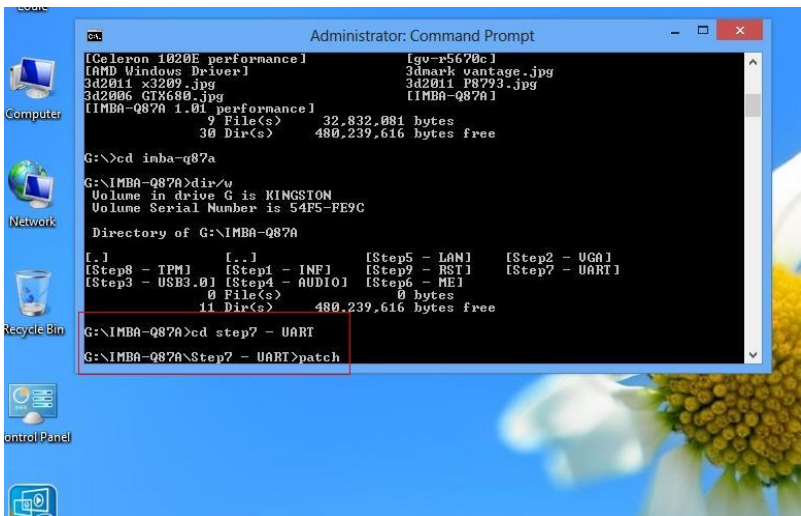 Administrator: Command Prompt
[Celeron 1020E performance] [gv-r5670c]
[AMD Windows Driver] 3dmark vantage.jpg
3d2011 x3209.jpg 3d2011 P8793.jpg
3d2006 GTX680.jpg [IMBA-Q87A]
[IMBA-Q87A 1.01 performance]
9 File(s) 32,832,081 bytes
30 Dir(s) 480,239,616 bytes free
G:\>cd imba-q87a
G:\IMBA-Q87A>dir/w
Volume in drive G is KINGSTON
Volume Serial Number is 54F5-FE9C
Directory of G:\IMBA-Q87A
[.] [..] [Step5 - LAN] [Step2 - VGA]
[Step8 - TPM] [Step1 - INF] [Step9 - RST] [Step7 - UART]
[Step3 - USB3.0] [Step4 - AUDIO] [Step6 - ME]
0 File(s) 0 bytes
11 Dir(s) 480,239,616 bytes free
G:\IMBA-Q87A>cd step7 - UART
G:\IMBA-Q87A\Step7 - UART>patch
Computer
Network
Recycle Bin
ontrol Panel